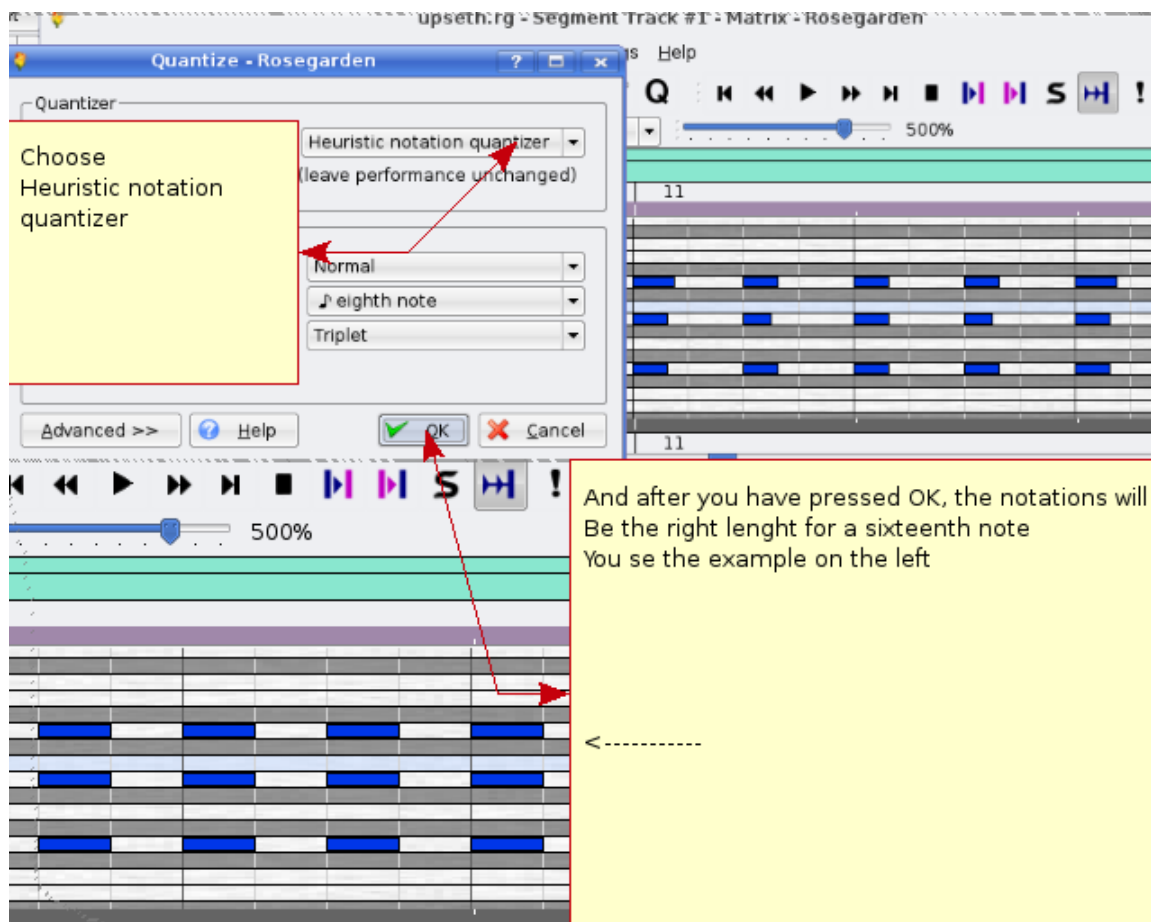 upseth.rg - Segment Track #1 - Matrix - Rosegarden
Help
Quantize - Rosegarden
Q
S
!
Quantizer
500%
Choose
Heuristic notation
quantizer
Heuristic notation quantizer
(leave performance unchanged)
11
Normal
eighth note
Triplet
Advanced >>
Help
OK
Cancel
11
S
!
500%
And after you have pressed OK, the notations will
Be the right lenght for a sixteenth note
You se the example on the left
<-----------